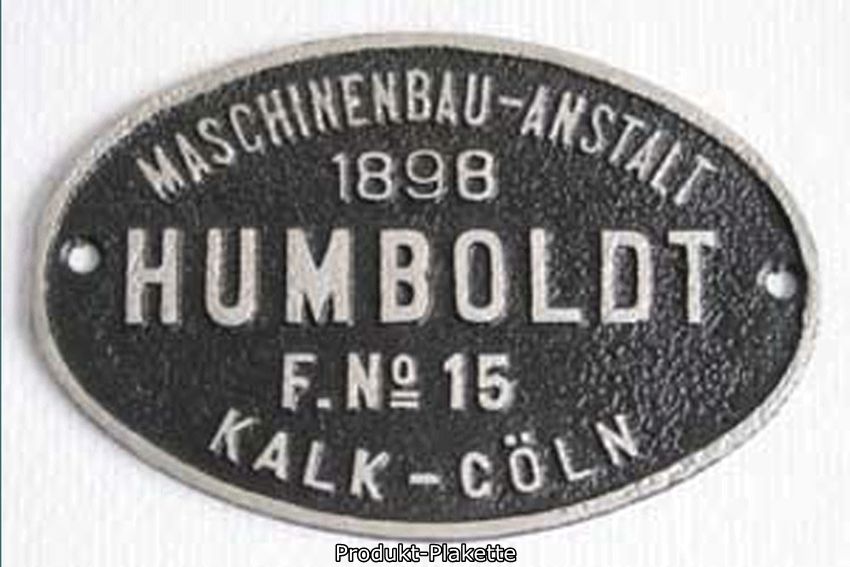 MASCHINENBAU-ANSTALT
1898
HUMBOLDT
F. Nº 15
KALK-CÖLN
Produkt-Plakette